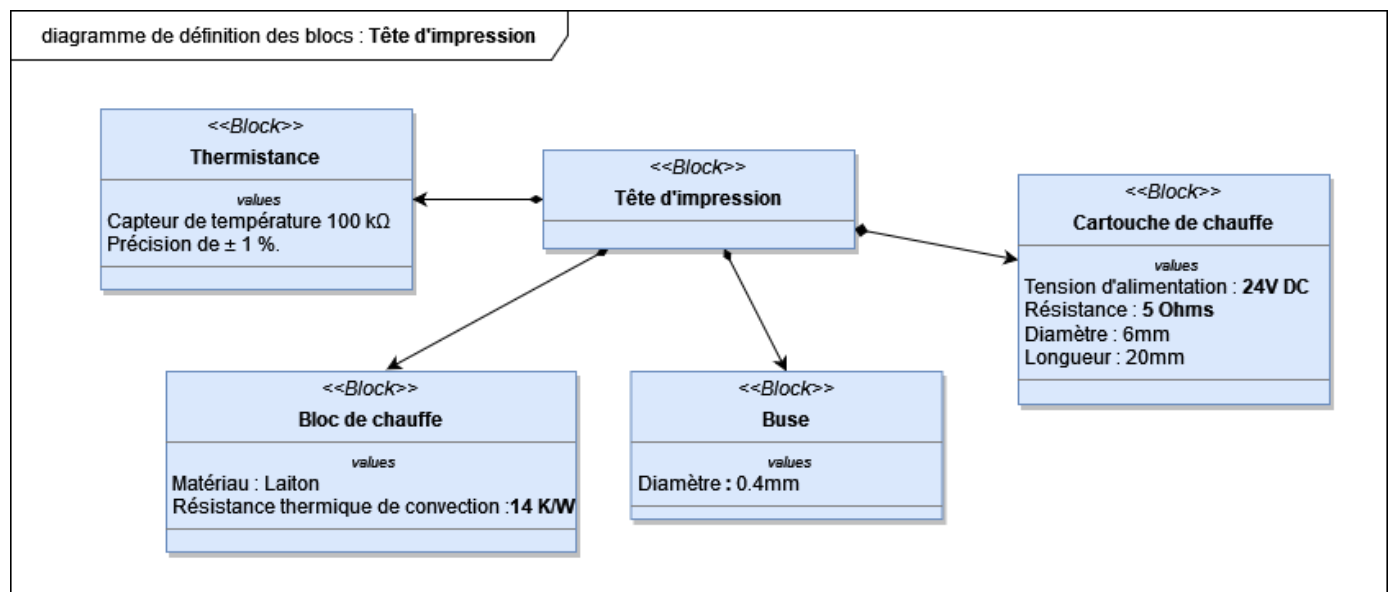 diagramme de définition des blocs : Tête d'impression
<<Block>>
Thermistance
values
Capteur de température 100 kΩ
Précision de ± 1 %.
<<Block>>
Tête d'impression
<<Block>>
Cartouche de chauffe
values
Tension d'alimentation : 24V DC
Résistance : 5 Ohms
Diamètre : 6mm
Longueur : 20mm
<<Block>>
Bloc de chauffe
values
Matériau : Laiton
Résistance thermique de convection :14 K/W
<<Block>>
Buse
values
Diamètre : 0.4mm